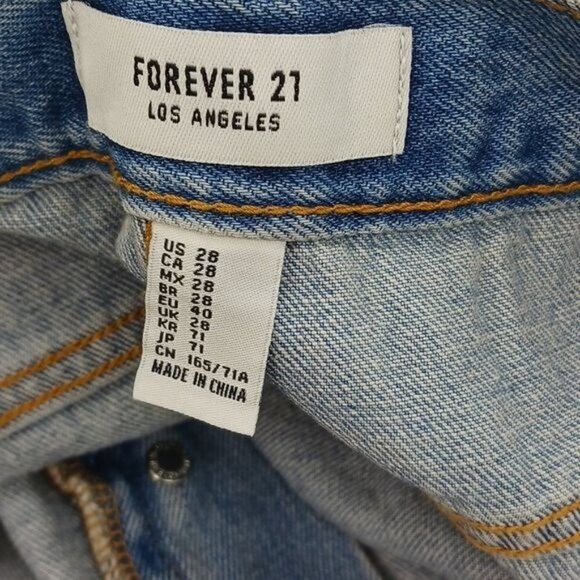 FOREVER 21
LOS ANGELES
US 28
CA 28
MX 28
BR 28
EU 40
UK 28
KR 71
JP 71
CN 165/71A
MADE IN CHINA